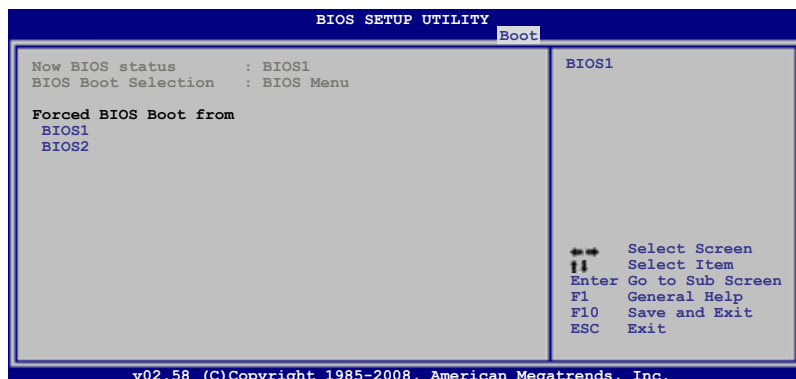 BIOS SETUP UTILITY
Boot
Now BIOS status : BIOS1
BIOS Boot Selection : BIOS Menu
Forced BIOS Boot from
BIOS1
BIOS2
BIOS1
Select Screen
Select Item
Enter Go to Sub Screen
F1 General Help
F10 Save and Exit
ESC Exit
v02.58 (C)Copyright 1985-2008, American Megatrends, Inc.